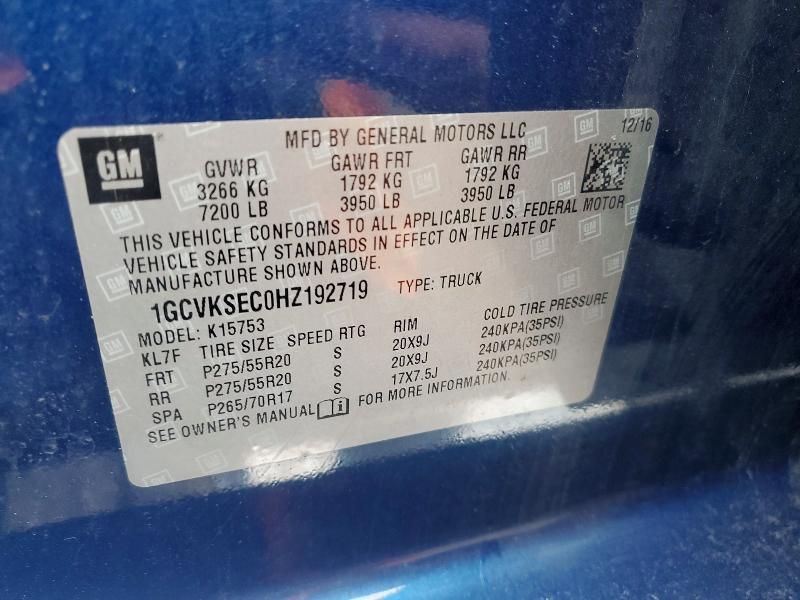 GM
MFD BY GENERAL MOTORS LLC 12/16
GVWR GAWR FRT GAWR RR
3266 KG 1792 KG 1792 KG
7200 LB 3950 LB 3950 LB
THIS VEHICLE CONFORMS TO ALL APPLICABLE U.S. FEDERAL MOTOR
VEHICLE SAFETY STANDARDS IN EFFECT ON THE DATE OF
MANUFACTURE SHOWN ABOVE.
1GCVKSEC0HZ192719 TYPE: TRUCK
MODEL: K15753
KL7F TIRE SIZE SPEED RTG RIM COLD TIRE PRESSURE
FRT P275/55R20 S 20X9J 240KPA(35PSI)
RR P275/55R20 S 20X9J 240KPA(35PSI)
SPA P265/70R17 S 17X7.5J 240KPA(35PSI)
SEE OWNER'S MANUAL FOR MORE INFORMATION.